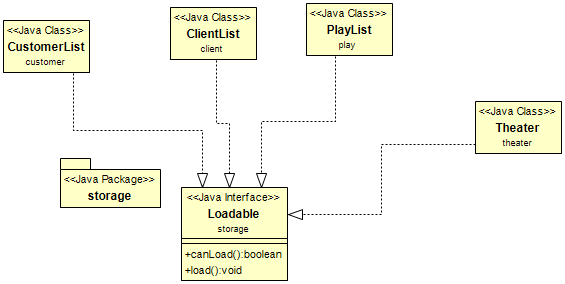 <<Java Class>>
CustomerList
customer
<<Java Class>>
ClientList
client
<<Java Class>>
PlayList
play
<<Java Class>>
Theater
theater
<<Java Package>>
storage
<<Java Interface>>
Loadable
storage
+canLoad():boolean
+load():void